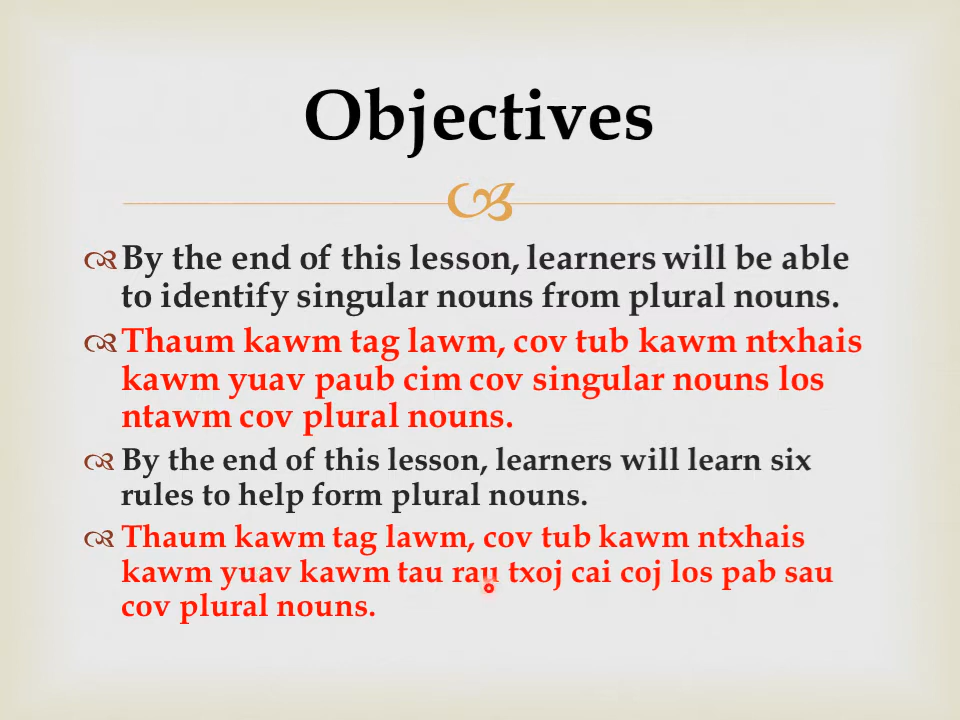 Objectives
By the end of this lesson, learners will be able
to identify singular nouns from plural nouns.
Thaum kawm tag lawm, cov tub kawm ntxhais
kawm yuav paub cim cov singular nouns los
ntawm cov plural nouns.
By the end of this lesson, learners will learn six
rules to help form plural nouns.
Thaum kawm tag lawm, cov tub kawm ntxhais
kawm yuav kawm tau rau txoj cai coj los pab sau
cov plural nouns.